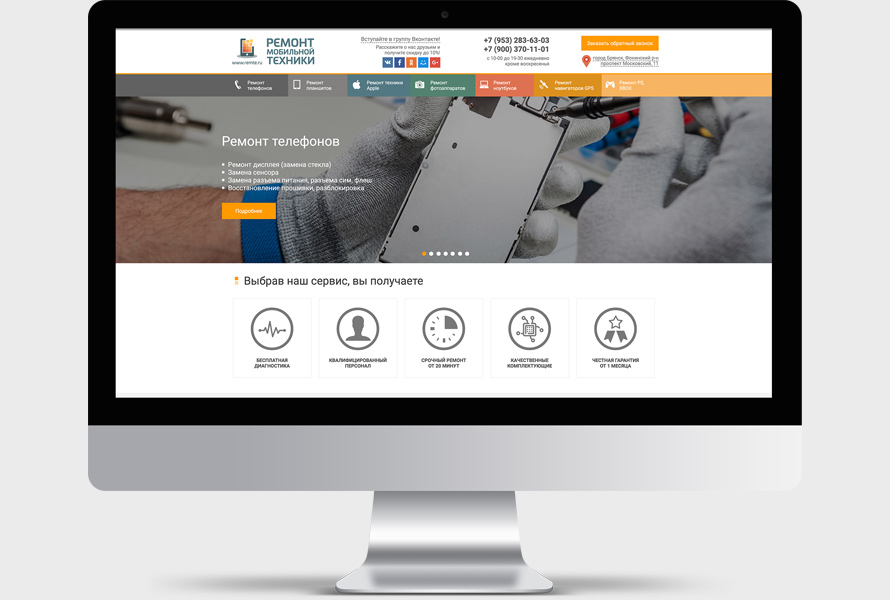 РЕМОНТ
МОБИЛЬНОЙ
ТЕХНИКИ
www.remte.ru
Вступайте в группу Вконтакте!
Расскажите о нас друзьям и
получите скидку до 10%!
+7 (953) 283-63-03
+7 (900) 370-11-01
с 10-00 до 19-00 ежедневно
кроме воскресенья
Заказать обратный звонок
город Брянск, Фокинский р-н
проспект Московский, 11
Ремонт
телефонов
Ремонт
планшетов
Ремонт техники
Apple
Ремонт
фотоаппаратов
Ремонт
ноутбуков
Ремонт
навигаторов GPS
Ремонт PS,
XBOX
Ремонт телефонов
Ремонт дисплея (замена стекла)
Замена сенсора
Замена разъема питания, разъема сим, флеш
Восстановление прошивки, разблокировка
Подробнее
Выбрав наш сервис, вы получаете
БЕСПЛАТНАЯ
ДИАГНОСТИКА
КВАЛИФИЦИРОВАННЫЙ
ПЕРСОНАЛ
СРОЧНЫЙ РЕМОНТ
ОТ 20 МИНУТ
КАЧЕСТВЕННЫЕ
КОМПЛЕКТУЮЩИЕ
ЧЕСТНАЯ ГАРАНТИЯ
ОТ 1 МЕСЯЦА